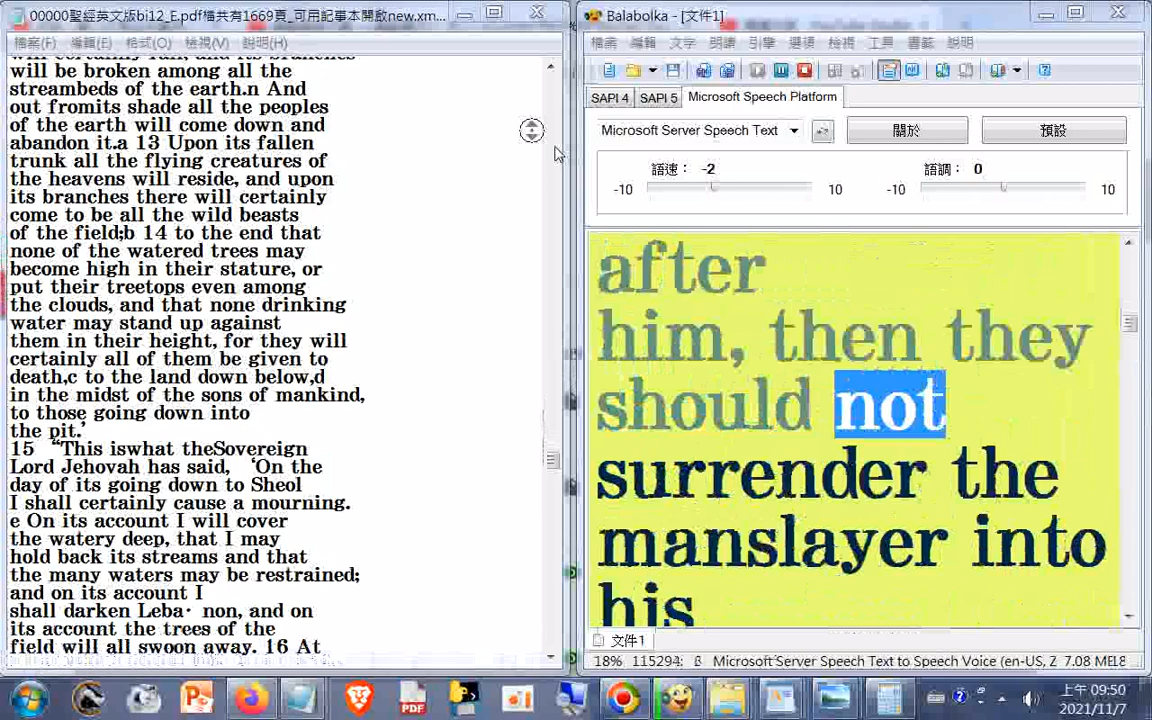 00000聖經英文版bi12_E.pdf檔共有1669頁_可用記事本開啟new.xm...
檔案(F) 編輯(E) 格式(O) 檢視(V) 說明(H)
will certainly fall, and its branches
will be broken among all the
streambeds of the earth.n And
out fromits shade all the peoples
of the earth will come down and
abandon it.a 13 Upon its fallen
trunk all the flying creatures of
the heavens will reside, and upon
its branches there will certainly
come to be all the wild beasts
of the field;b 14 to the end that
none of the watered trees may
become high in their stature, or
put their treetops even among
the clouds, and that none drinking
water may stand up against
them in their height, for they will
certainly all of them be given to
death,c to the land down below,d
in the midst of the sons of mankind,
to those going down into
the pit.’
15 “This iswhat theSovereign
Lord Jehovah has said, ‘On the
day of its going down to Sheol
I shall certainly cause a mourning.
e On its account I will cover
the watery deep, that I may
hold back its streams and that
the many waters may be restrained;
and on its account I
shall darken Leba· non, and on
its account the trees of the
field will all swoon away. 16 At
Balabolka - [文件1]
檔案 編輯 文字 朗讀 引擎 選項 檢視 工具 書籤 說明
SAPI 4 SAPI 5 Microsoft Speech Platform
Microsoft Server Speech Text 關於 預設
語速: -2 語調: 0
-10 10 -10 10
after
him, then they
should not
surrender the
manslayer into
his
文件1
18% 115294: ß Microsoft Server Speech Text to Speech Voice (en-US, Z 7.08 MEL8
上午 09:50
2021/11/7